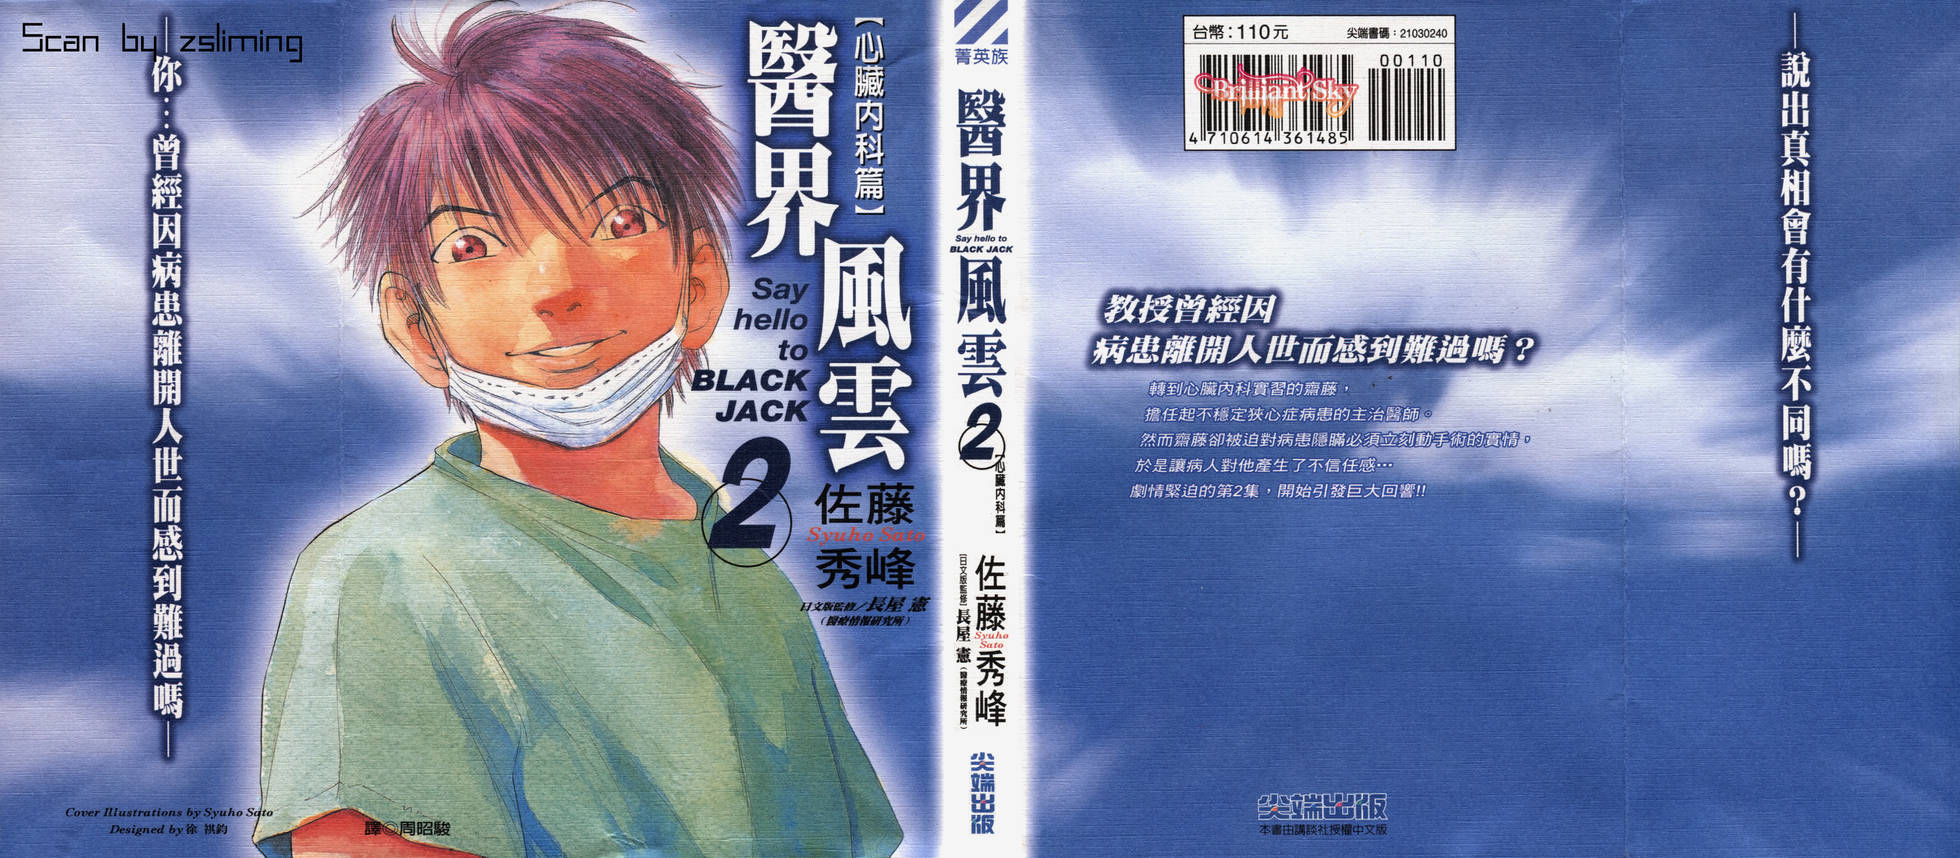 Scan by zsliming
—你…曾經因病患離開人世而感到難過嗎—
Cover Illustrations by Syuho Sato
Designed by 徐 祺鈞
【心臟內科篇】
醫界
風雲
Say
hello
to
BLACK
JACK
2
佐藤
Syuho Sato
秀峰
日文版監修／長屋 憲
（醫療情報研究所）
譯◎周昭駿
菁英族
醫界
Say hello to
BLACK JACK
風雲
2
【心臟內科篇】
佐藤
Syuho
Sato
秀峰
[日文版監修]長屋 憲（醫療情報研究所）
尖端出版
台幣：110元
尖端書碼：21030240
00110
Brilliant Sky
4 710614 361485
教授曾經因
病患離開人世而感到難過嗎？
轉到心臟內科實習的齋藤，
擔任起不穩定狹心症病患的主治醫師。
然而齋藤卻被迫對病患隱瞞必須立刻動手術的實情，
於是讓病人對他產生了不信任感…
劇情緊迫的第2集，開始引發巨大回響!!
尖端出版
本書由講談社授權中文版
—說出真相會有什麼不同嗎？—